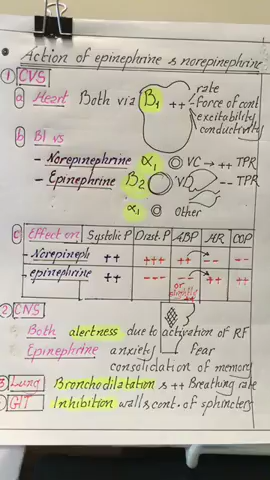 • Action of epinephrine & norepinephrine
① CVS
ⓐ Heart Both via B1 ++ rate
Force of cont
excitability
conductivity
ⓑ Bl vs
- Norepinephrine α1 VC → ++ TPR
- Epinephrine B2 VD -- TPR
α1 other
ⓒ Effect on Systolic P Diast. P ABP HR COP
- Norepineph ++ +++ ++ -- --
- epinephrine ++ --- -- or ++ ++
② CNS
Both alertness due to activation of RF
Epinephrine anxiety Fear
consolidation of memory
③ Lung Bronchodilatation & ++ Breathing rate
GIT Inhibition wall & cont. of sphincters